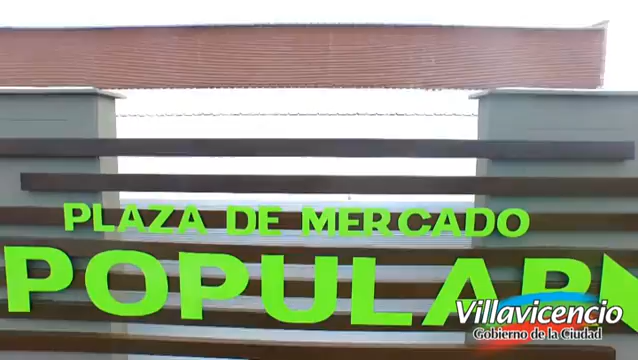 PLAZA DE MERCADO
POPULAR
Villavicencio
Gobierno de la Ciudad